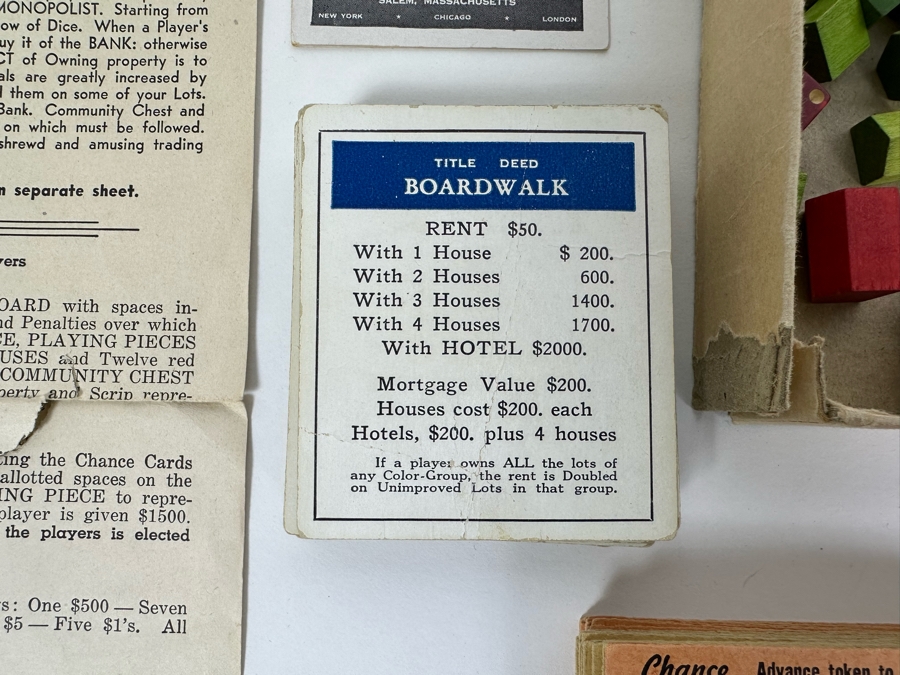 MONOPOLIST. Starting from
ow of Dice. When a Player's
uy it of the BANK: otherwise
CT of Owning property is to
als are greatly increased by
them on some of your Lots.
Bank. Community Chest and
on which must be followed.
shrewd and amusing trading
n separate sheet.
yers
OARD with spaces in-
nd Penalties over which
CE, PLAYING PIECES
USES and Twelve red
COMMUNITY CHEST
perty and Scrip repre-
ting the Chance Cards
allotted spaces on the
ING PIECE to repre-
player is given $1500.
the players is elected
s: One $500 — Seven
$5 — Five $1's. All
SALEM, MASSACHUSETTS
NEW YORK ★ CHICAGO ★ LONDON
TITLE DEED
BOARDWALK
RENT $50.
With 1 House $ 200.
With 2 Houses 600.
With 3 Houses 1400.
With 4 Houses 1700.
With HOTEL $2000.
Mortgage Value $200.
Houses cost $200. each
Hotels, $200. plus 4 houses
If a player owns ALL the lots of
any Color-Group, the rent is Doubled
on Unimproved Lots in that group.
Chance Advance token to